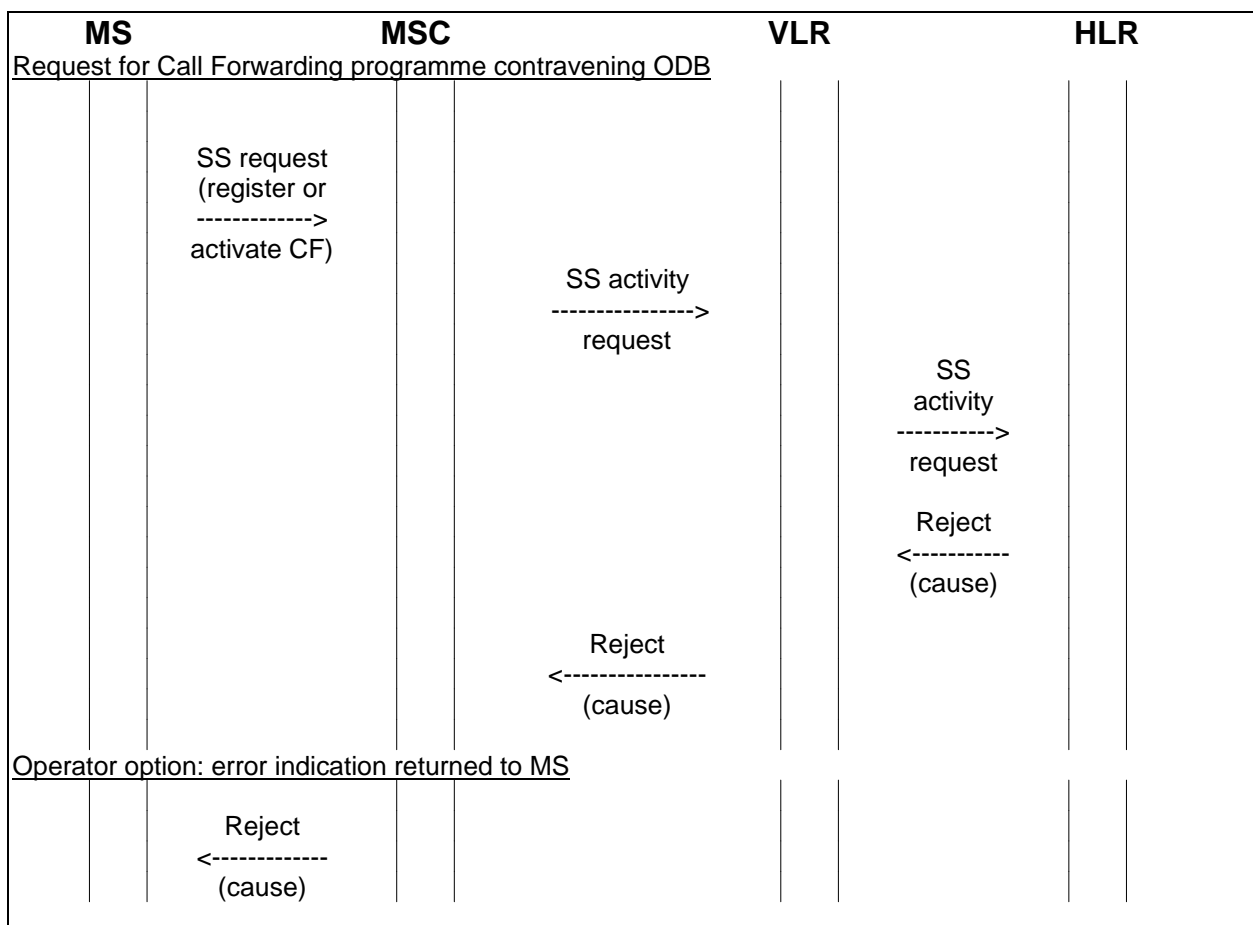 MS MSC VLR HLR
Request for Call Forwarding programme contravening ODB
SS request
(register or
------------->
activate CF)
SS activity
---------------->
request
SS
activity
----------->
request
Reject
<-----------
(cause)
Reject
<----------------
(cause)
Operator option: error indication returned to MS
Reject
<-------------
(cause)